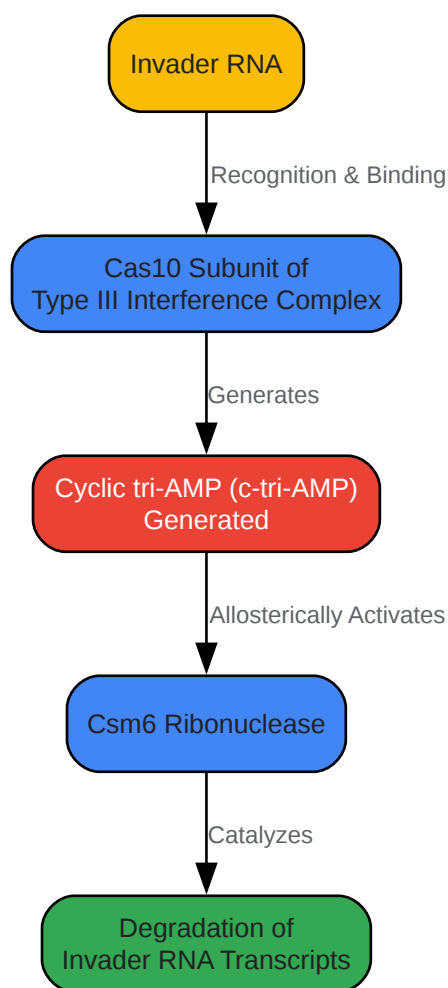 Invader RNA
Recognition & Binding
Cas10 Subunit of
Type III Interference Complex
Generates
Cyclic tri-AMP (c-tri-AMP)
Generated
Allosterically Activates
Csm6 Ribonuclease
Catalyzes
Degradation of
Invader RNA Transcripts